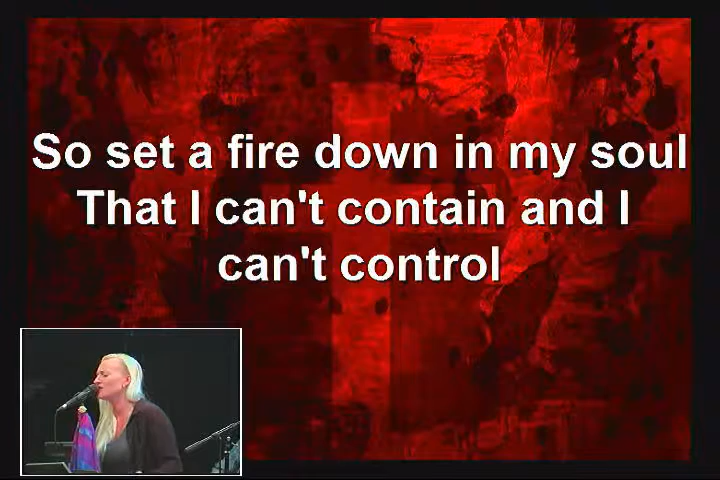 So set a fire down in my soul
That I can't contain and I
can't control